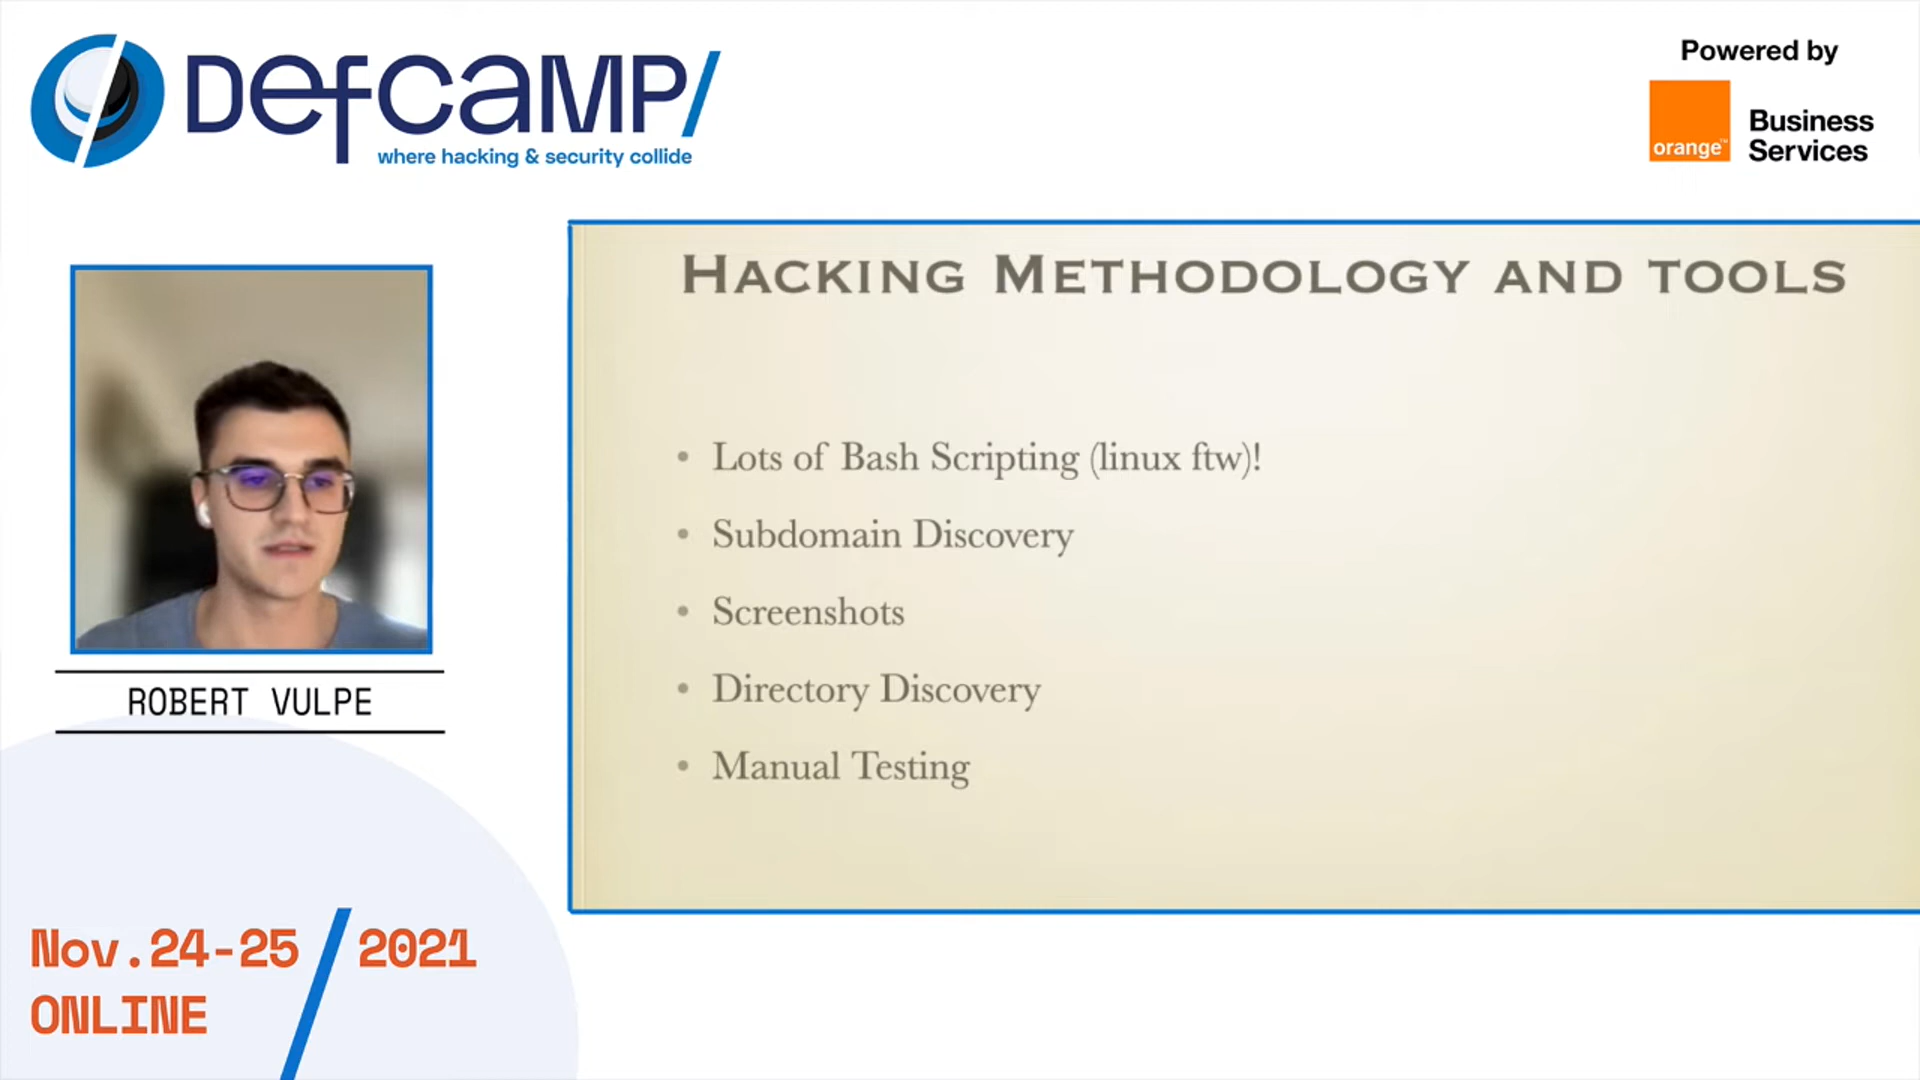 Defcamp/
where hacking & security collide
Powered by
orange™
Business
Services
Hacking Methodology and tools
• Lots of Bash Scripting (linux ftw)!
• Subdomain Discovery
• Screenshots
• Directory Discovery
• Manual Testing
ROBERT VULPE
Nov.24-25/2021
ONLINE